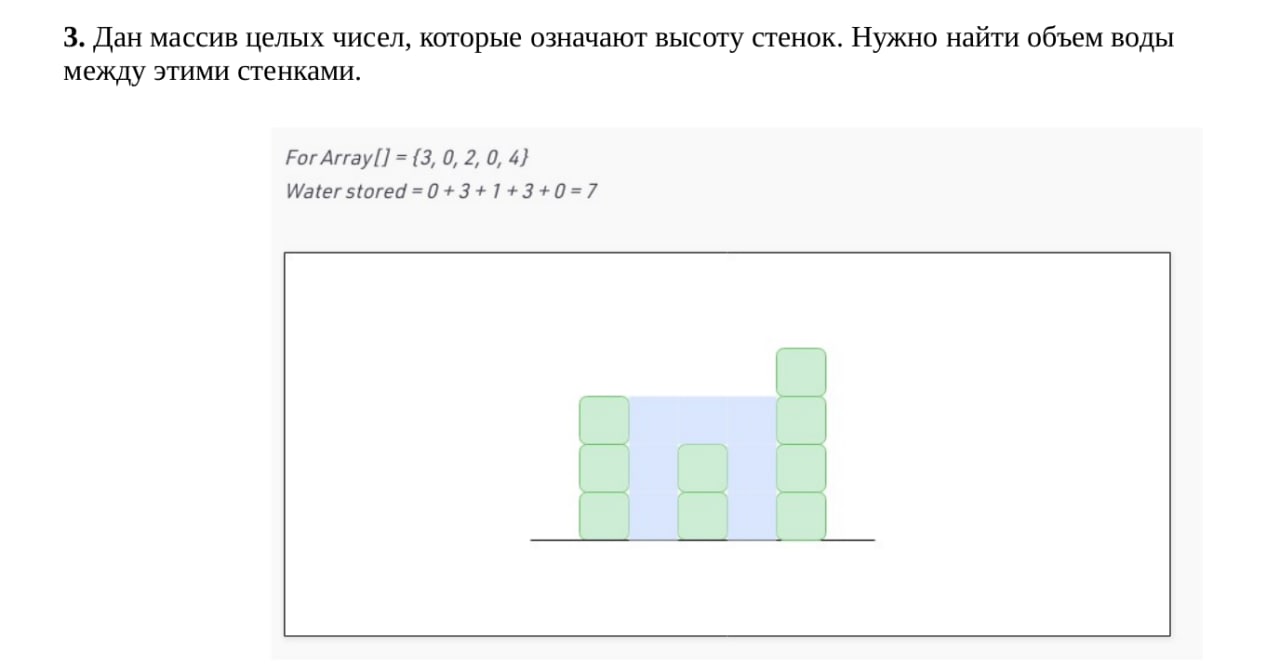 3. Дан массив целых чисел, которые означают высоту стенок. Нужно найти объем воды
между этими стенками.
For Array[] = {3, 0, 2, 0, 4}
Water stored = 0 + 3 + 1 + 3 + 0 = 7